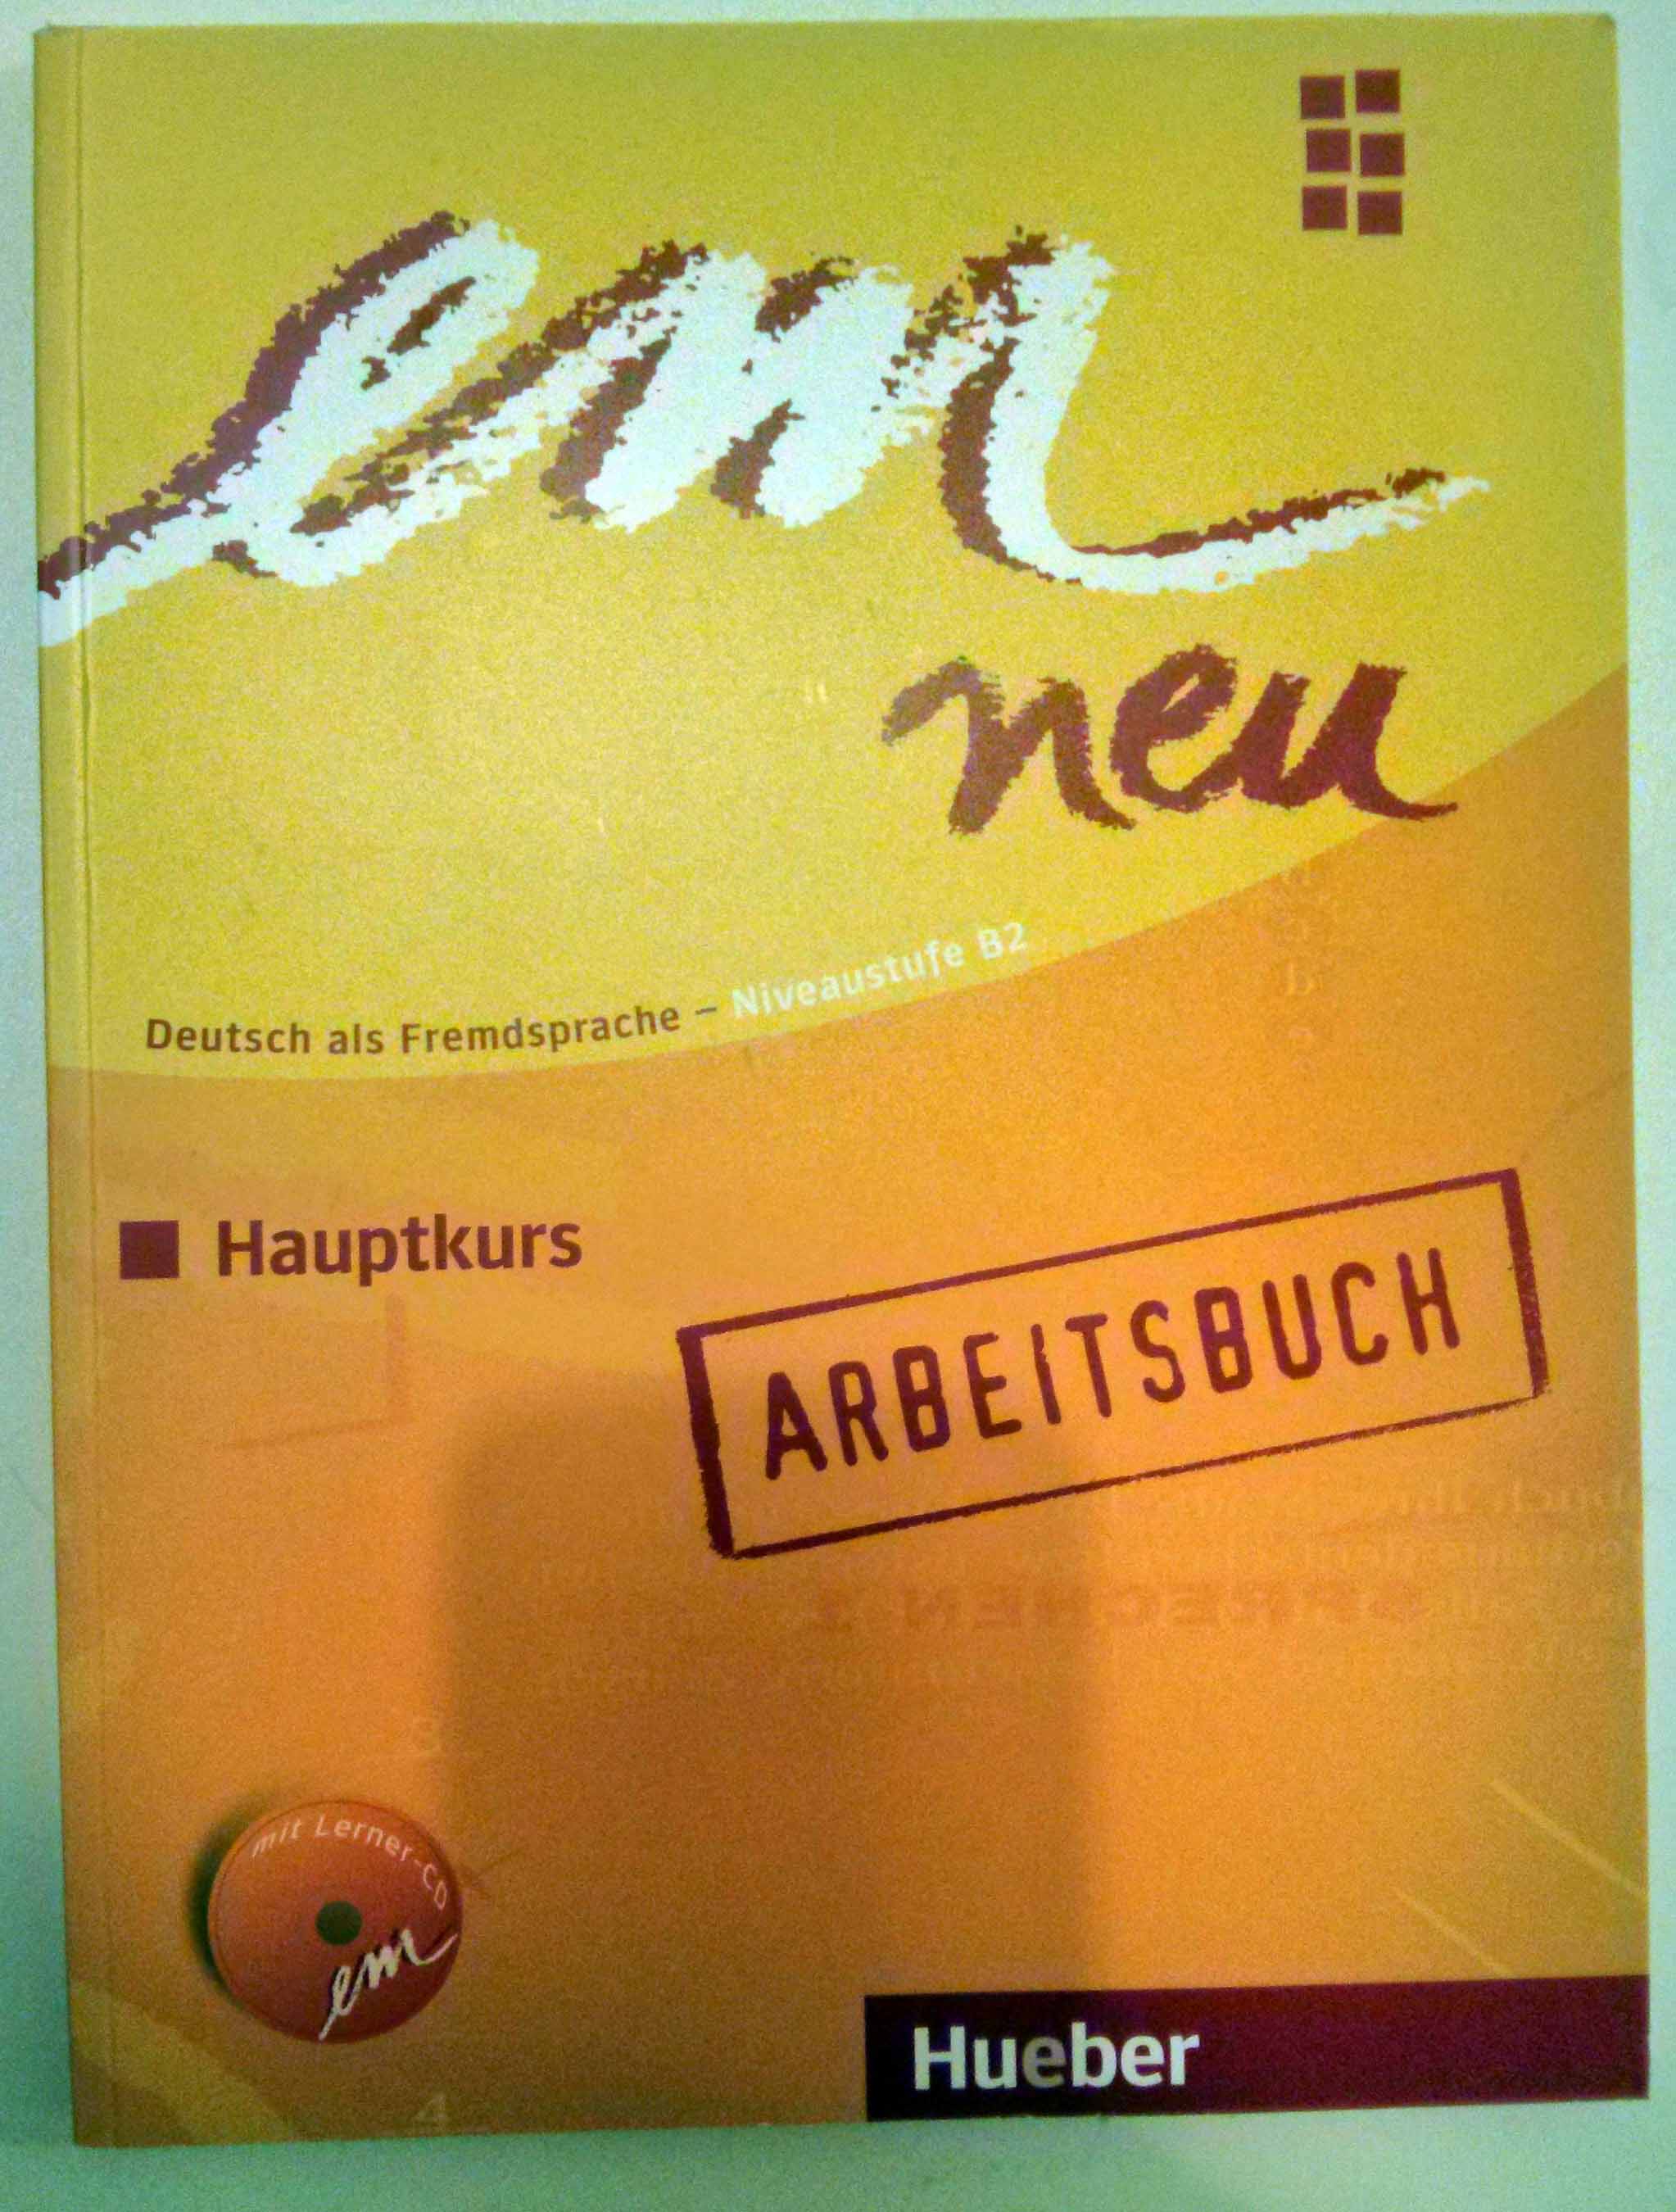 em
neu
Deutsch als Fremdsprache – Niveaustufe B2
Hauptkurs
ARBEITSBUCH
mit Lerner-CD
em
Hueber